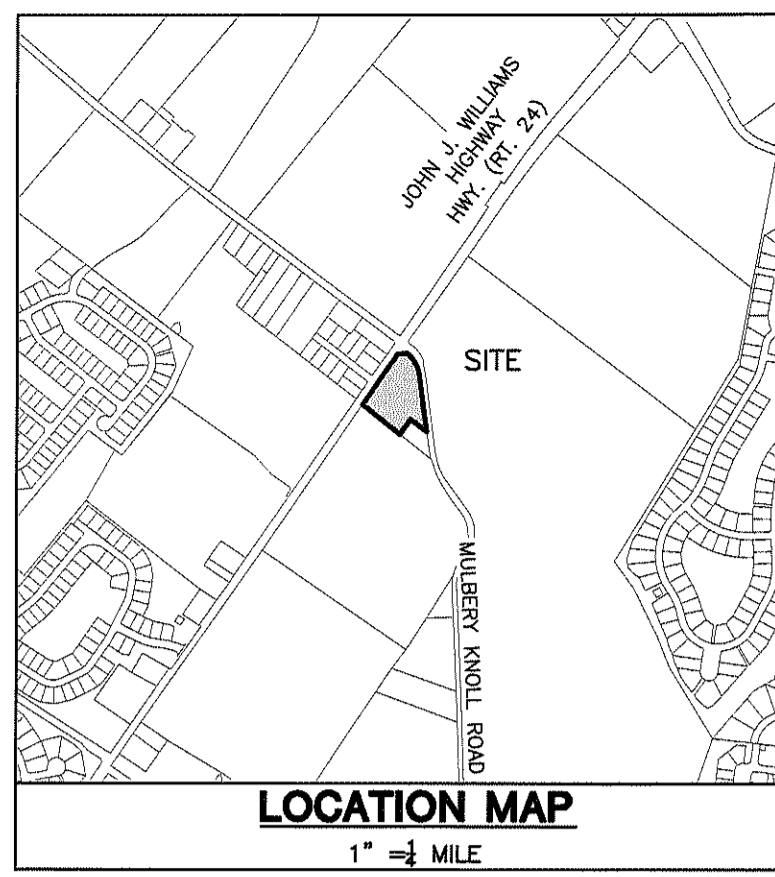 JOHN J. WILLIAMS
HIGHWAY
HWY. (RT. 24)
SITE
MULBERY KNOLL ROAD
LOCATION MAP
1" =1/4 MILE